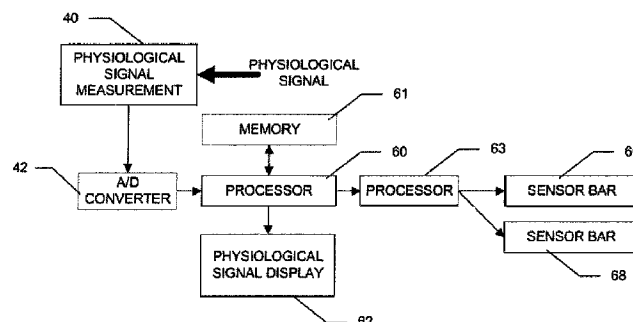 40
PHYSIOLOGICAL
SIGNAL
MEASUREMENT
PHYSIOLOGICAL
SIGNAL
61
MEMORY
42
60
63
A/D
CONVERTER
PROCESSOR
PROCESSOR
SENSOR BAR
PHYSIOLOGICAL
SIGNAL DISPLAY
SENSOR BAR
68